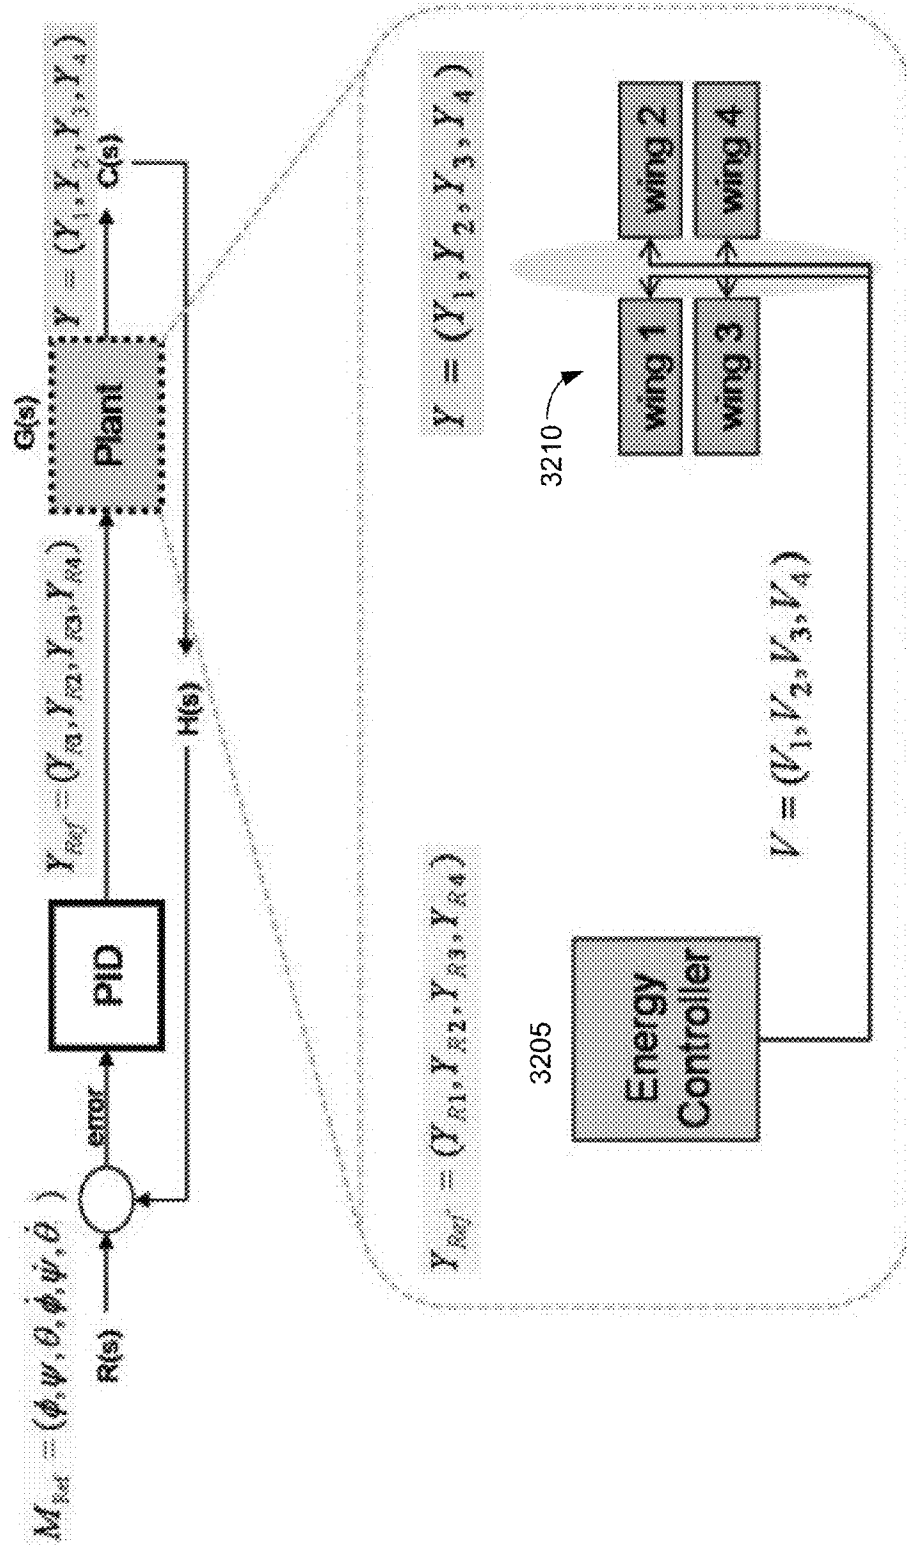 M_Ref = (ϕ, ψ, θ, ϕ̇, ψ̇, θ̇ )
R(s)
error
PID
Y_Ref = (Y_R1, Y_R2, Y_R3, Y_R4)
G(s)
Plant
Y = (Y_1, Y_2, Y_3, Y_4)
C(s)
H(s)
Y_Ref = (Y_R1, Y_R2, Y_R3, Y_R4)
Y = (Y_1, Y_2, Y_3, Y_4)
3205
Energy
Controller
3210
wing 1
wing 2
wing 3
wing 4
V = (V_1, V_2, V_3, V_4)